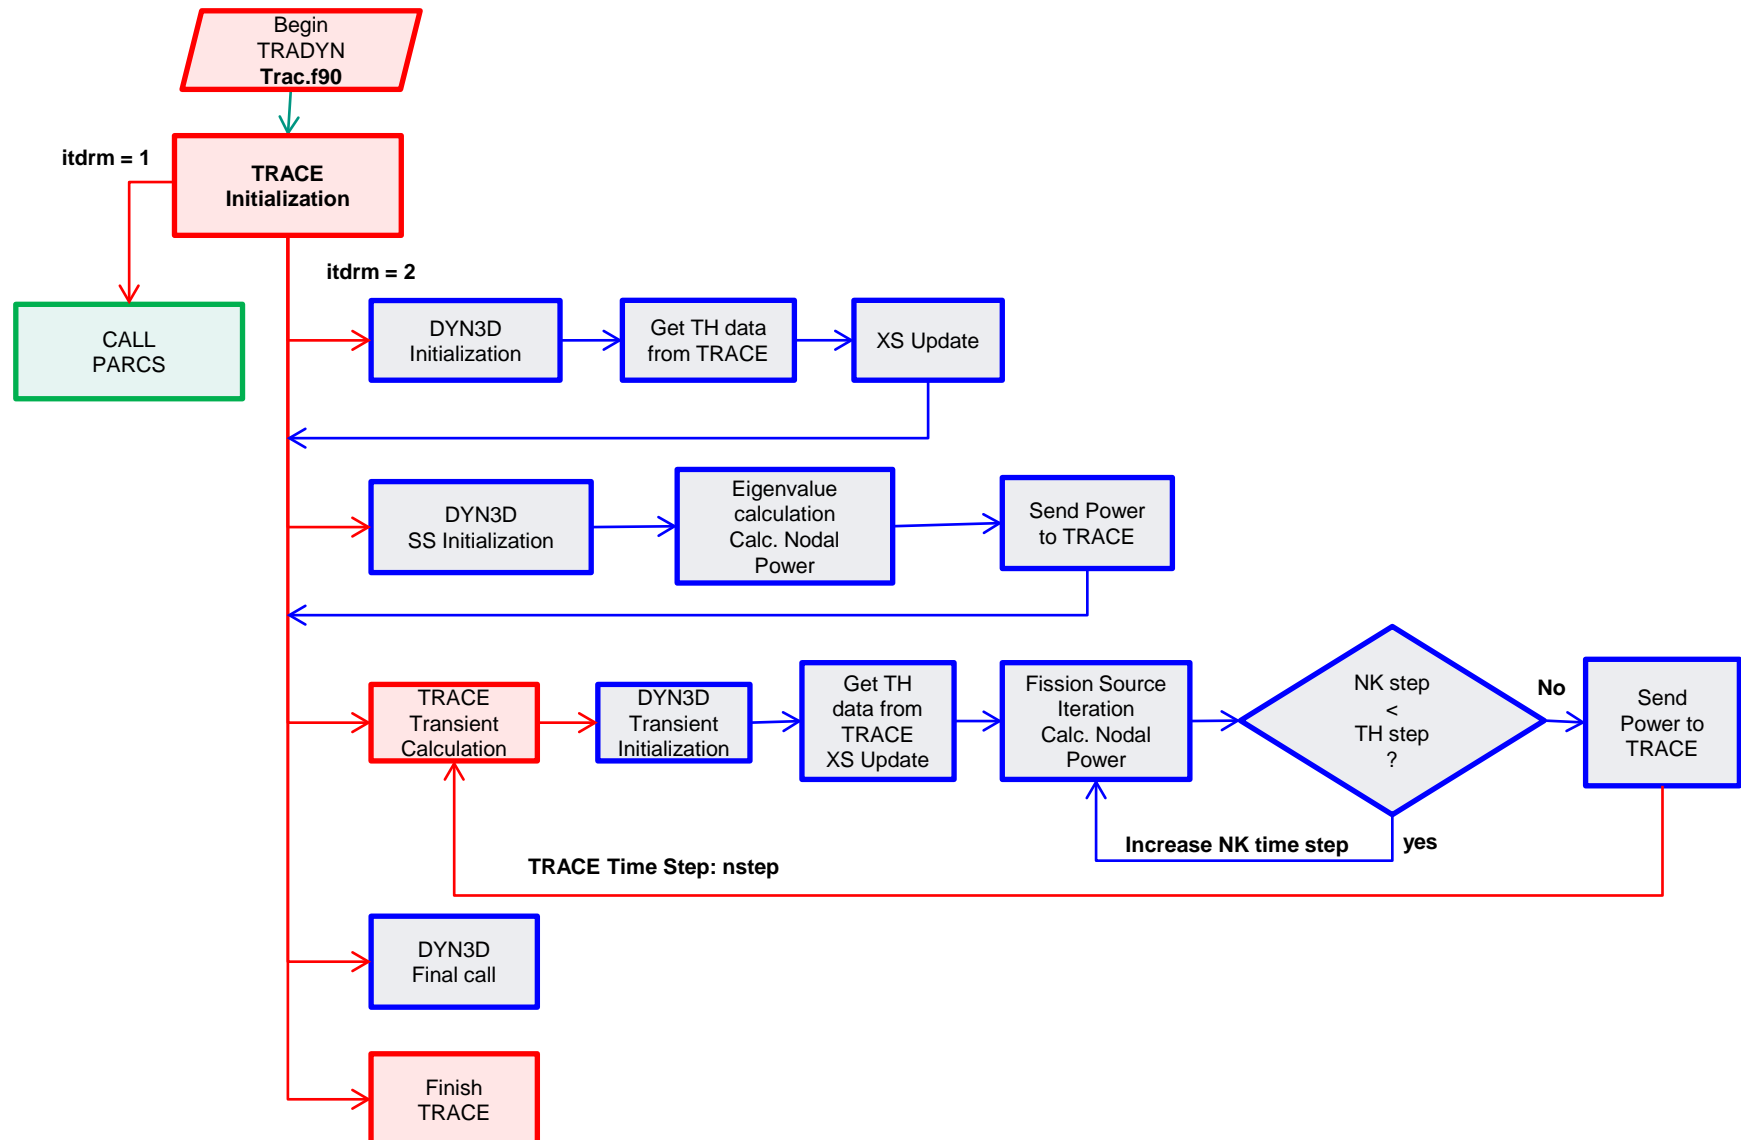 Begin
TRADYN
Trac.f90
itdrm = 1
TRACE
Initialization
itdrm = 2
CALL
PARCS
DYN3D
Initialization
Get TH data
from TRACE
XS Update
DYN3D
SS Initialization
Eigenvalue
calculation
Calc. Nodal
Power
Send Power
to TRACE
TRACE
Transient
Calculation
DYN3D
Transient
Initialization
Get TH
data from
TRACE
XS Update
Fission Source
Iteration
Calc. Nodal
Power
NK step
<
TH step
?
No
Send
Power to
TRACE
Increase NK time step
yes
TRACE Time Step: nstep
DYN3D
Final call
Finish
TRACE